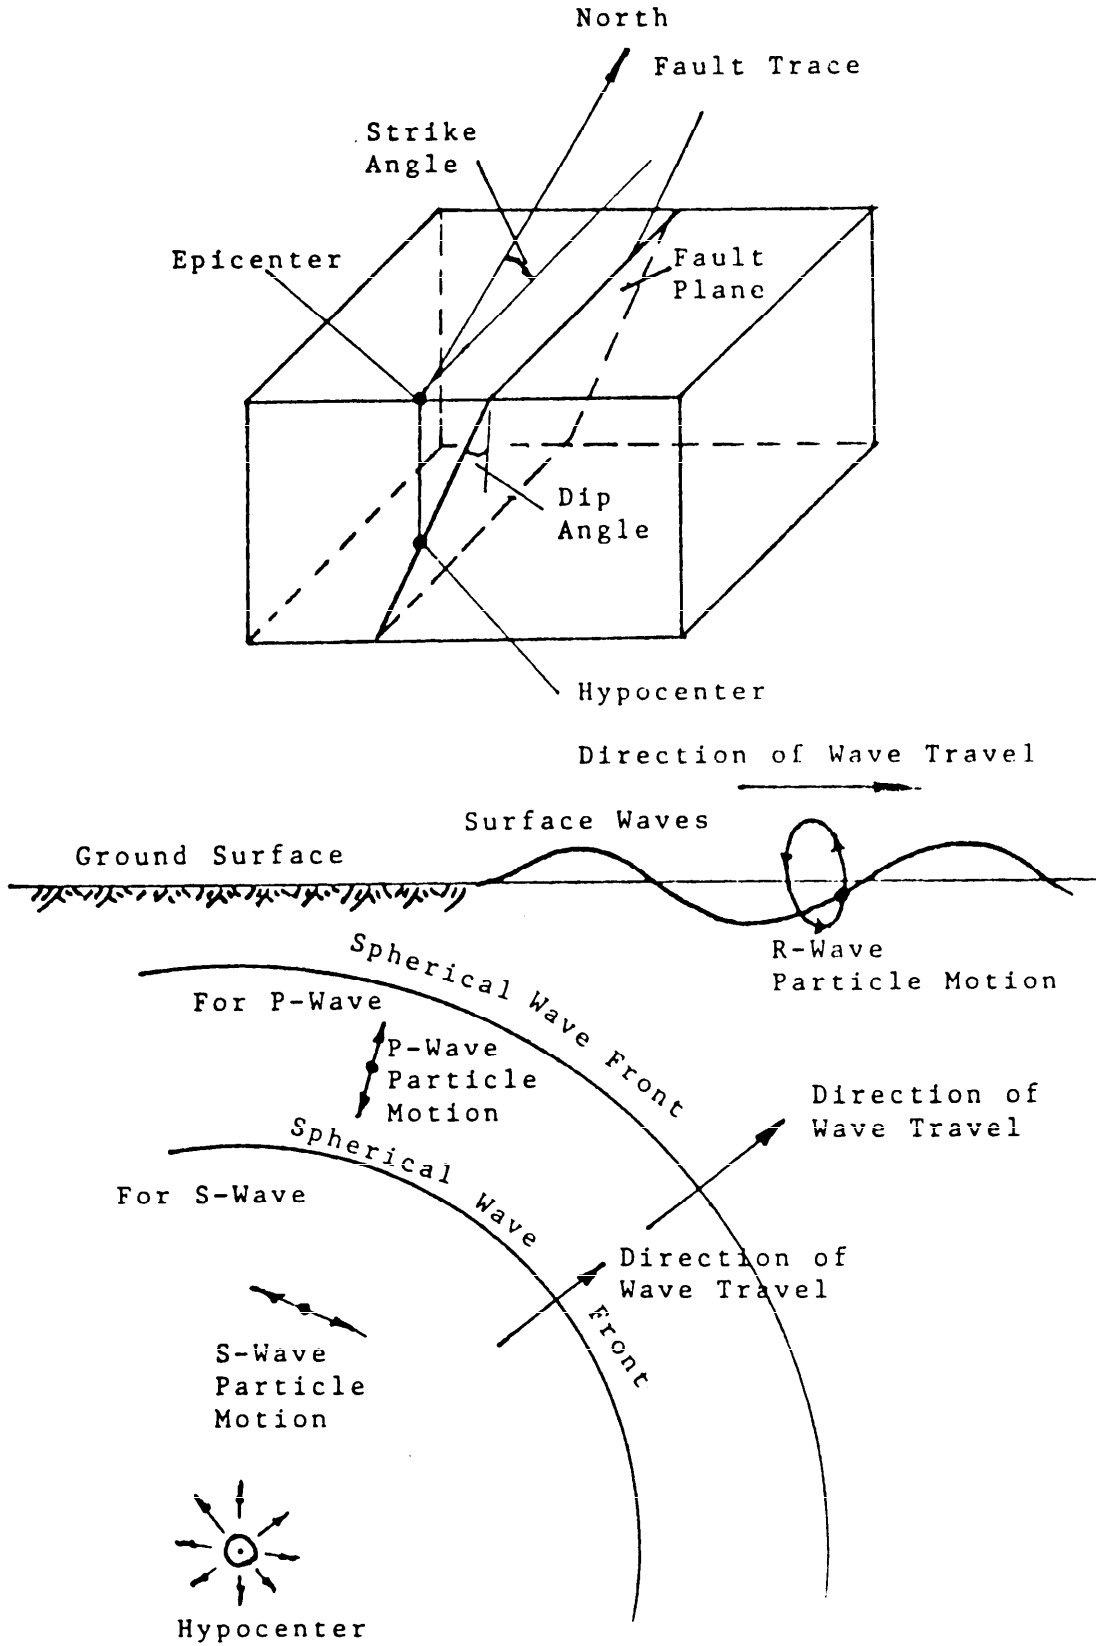 North
Fault Trace
Strike
Angle
Epicenter
Fault
Plane
Dip
Angle
Hypocenter
Direction of Wave Travel
Surface Waves
Ground Surface
R-Wave
Particle Motion
Spherical Wave Front
For P-Wave
P-Wave
Particle
Motion
Direction of
Wave Travel
Spherical Wave Front
For S-Wave
Direction of
Wave Travel
S-Wave
Particle
Motion
Hypocenter